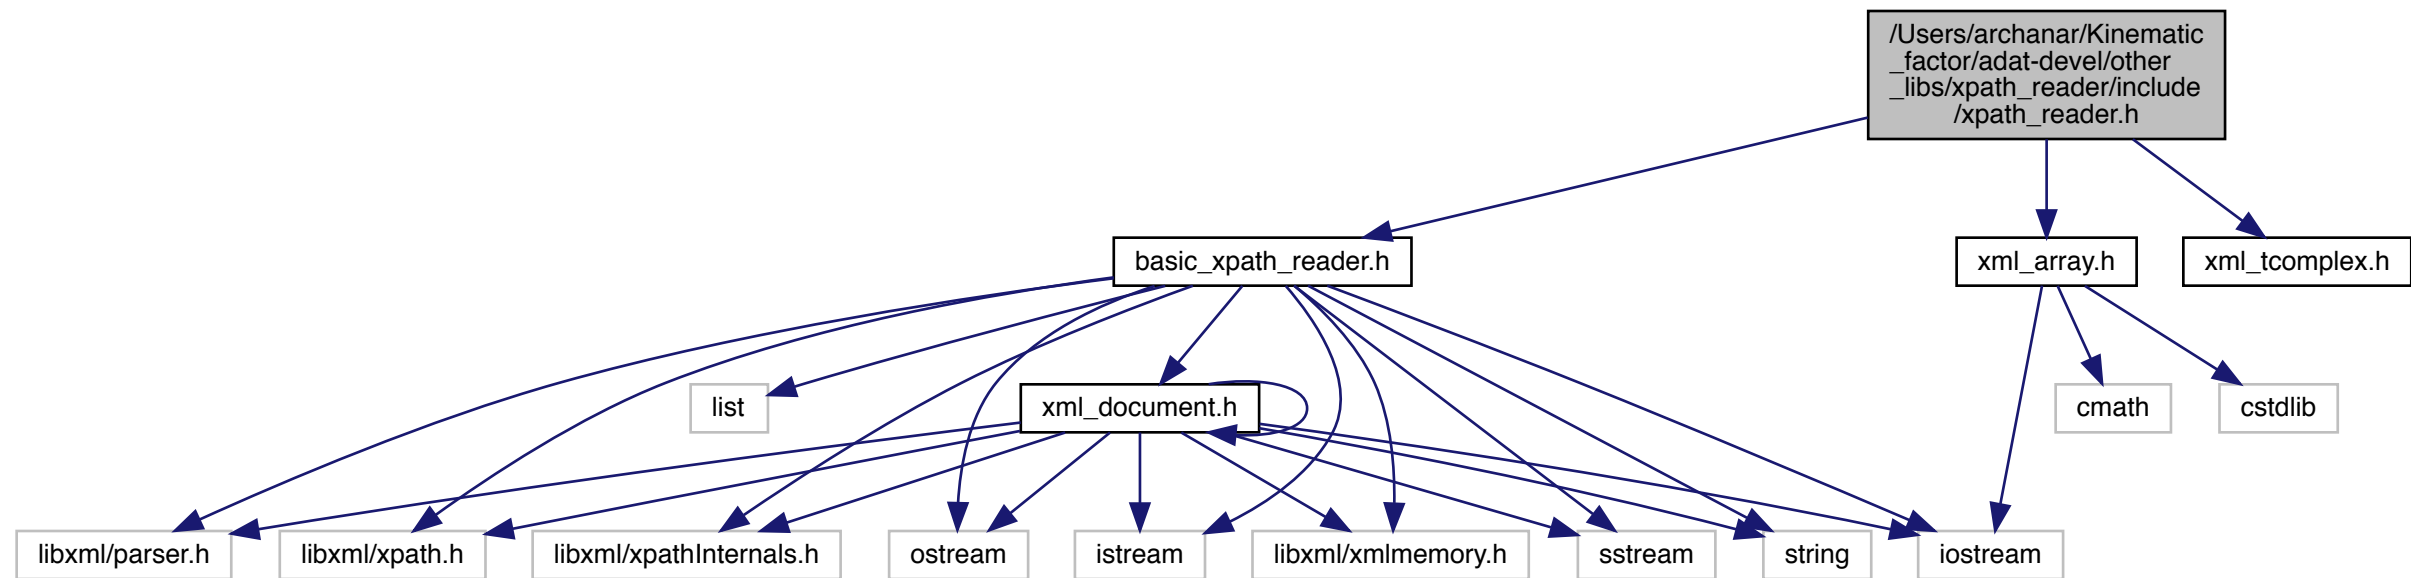 /Users/archanar/Kinematic
_factor/adat-devel/other
_libs/xpath_reader/include
/xpath_reader.h
basic_xpath_reader.h
xml_array.h
xml_tcomplex.h
list
xml_document.h
cmath
cstdlib
libxml/parser.h
libxml/xpath.h
libxml/xpathInternals.h
ostream
istream
libxml/xmlmemory.h
sstream
string
iostream